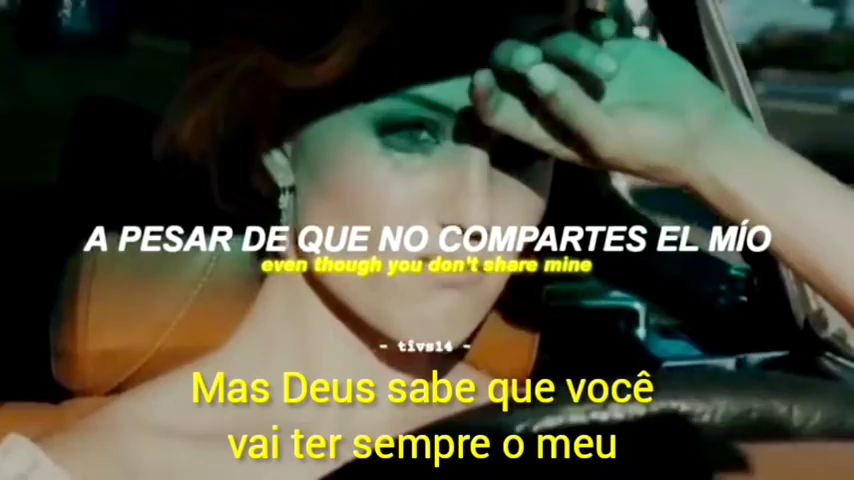 A PESAR DE QUE NO COMPARTES EL MÍO
even though you don't share mine
- tivs14 -
Mas Deus sabe que você
vai ter sempre o meu